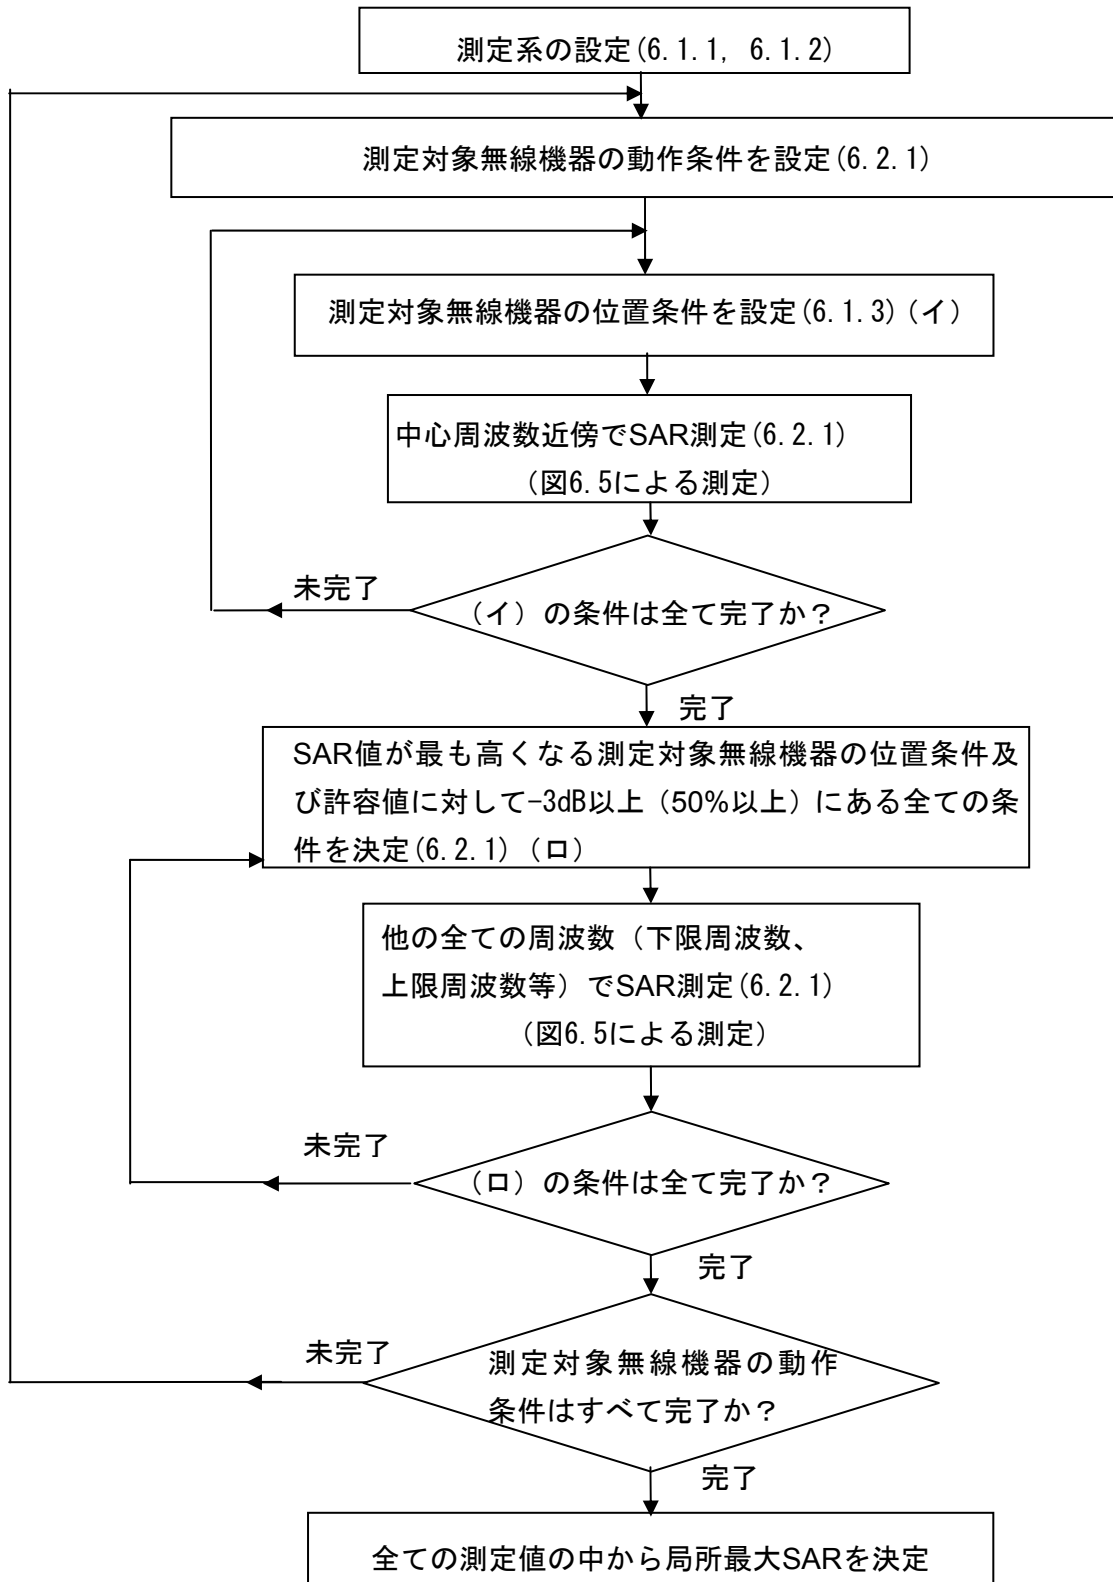 測定系の設定(6.1.1, 6.1.2)
測定対象無線機器の動作条件を設定(6.2.1)
測定対象無線機器の位置条件を設定(6.1.3)(イ)
中心周波数近傍でSAR測定(6.2.1)
(図6.5による測定)
未完了
(イ)の条件は全て完了か?
完了
SAR値が最も高くなる測定対象無線機器の位置条件及
び許容値に対して-3dB以上(50%以上)にある全ての条
件を決定(6.2.1)(ロ)
他の全ての周波数(下限周波数、
上限周波数等)でSAR測定(6.2.1)
(図6.5による測定)
未完了
(ロ)の条件は全て完了か?
完了
未完了
測定対象無線機器の動作
条件はすべて完了か?
完了
全ての測定値の中から局所最大SARを決定